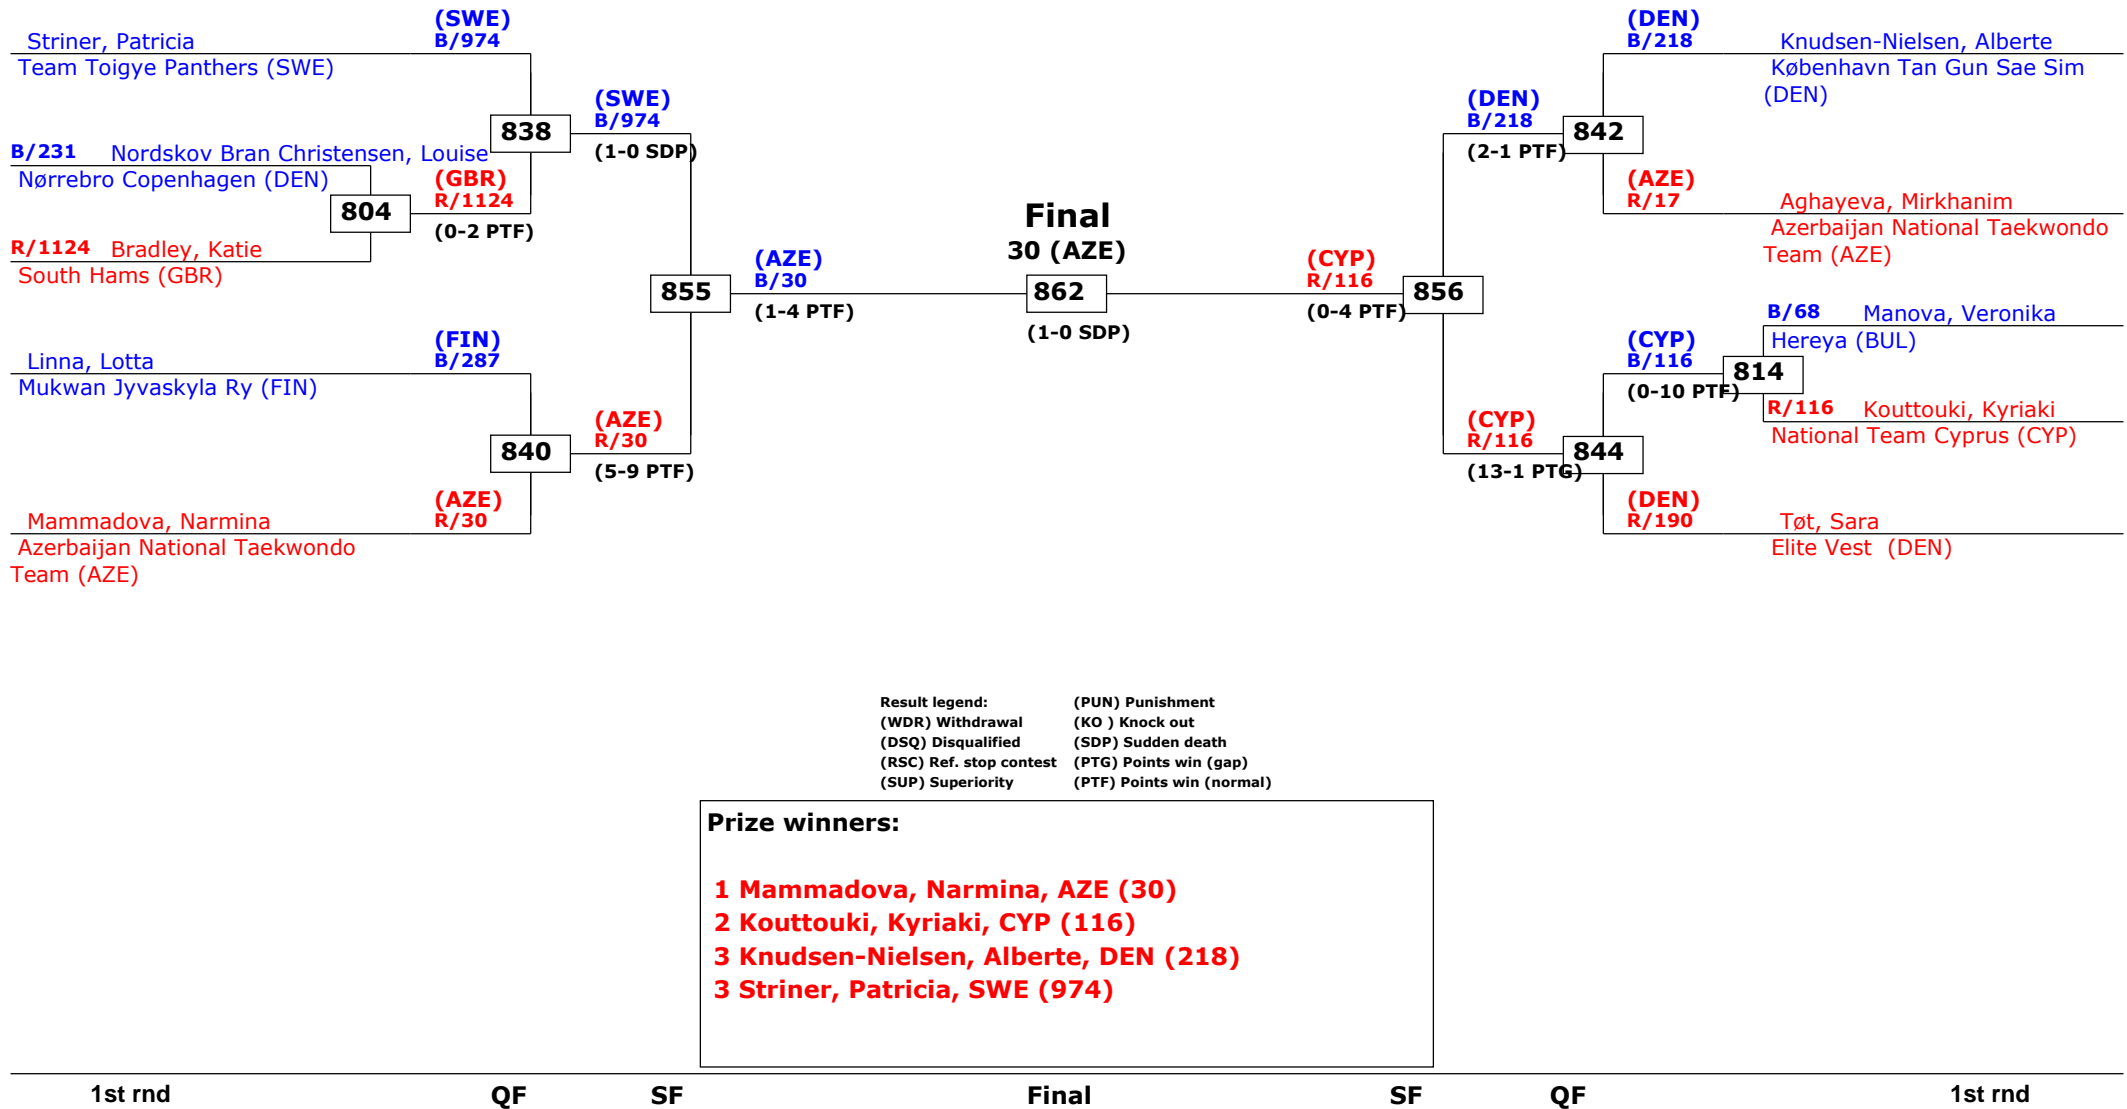 (SWE)
Striner, Patricia
B/974
Team Toigye Panthers (SWE)
(SWE)
B/974
838
(1-0 SDP)
B/231 Nordskov Bran Christensen, Louise
Nørrebro Copenhagen (DEN)
(GBR)
R/1124
804
(0-2 PTF)
R/1124 Bradley, Katie
South Hams (GBR)
(AZE)
B/30
855
(1-4 PTF)
(FIN)
B/287
Linna, Lotta
Mukwan Jyvaskyla Ry (FIN)
(AZE)
R/30
840
(5-9 PTF)
(AZE)
R/30
Mammadova, Narmina
Azerbaijan National Taekwondo
Team (AZE)
Final
30 (AZE)
862
(1-0 SDP)
(DEN)
B/218
Knudsen-Nielsen, Alberte
København Tan Gun Sae Sim
(DEN)
(DEN)
B/218
842
(2-1 PTF)
(AZE)
R/17
Aghayeva, Mirkhanim
Azerbaijan National Taekwondo
Team (AZE)
(CYP)
R/116
856
(0-4 PTF)
B/68 Manova, Veronika
Hereya (BUL)
(CYP)
B/116
814
(0-10 PTF)
R/116 Kouttouki, Kyriaki
National Team Cyprus (CYP)
(CYP)
R/116
844
(13-1 PTG)
(DEN)
R/190
Tøt, Sara
Elite Vest (DEN)
Result legend: (PUN) Punishment
(WDR) Withdrawal (KO ) Knock out
(DSQ) Disqualified (SDP) Sudden death
(RSC) Ref. stop contest (PTG) Points win (gap)
(SUP) Superiority (PTF) Points win (normal)
Prize winners:
1 Mammadova, Narmina, AZE (30)
2 Kouttouki, Kyriaki, CYP (116)
3 Knudsen-Nielsen, Alberte, DEN (218)
3 Striner, Patricia, SWE (974)
1st rnd QF SF Final SF QF 1st rnd